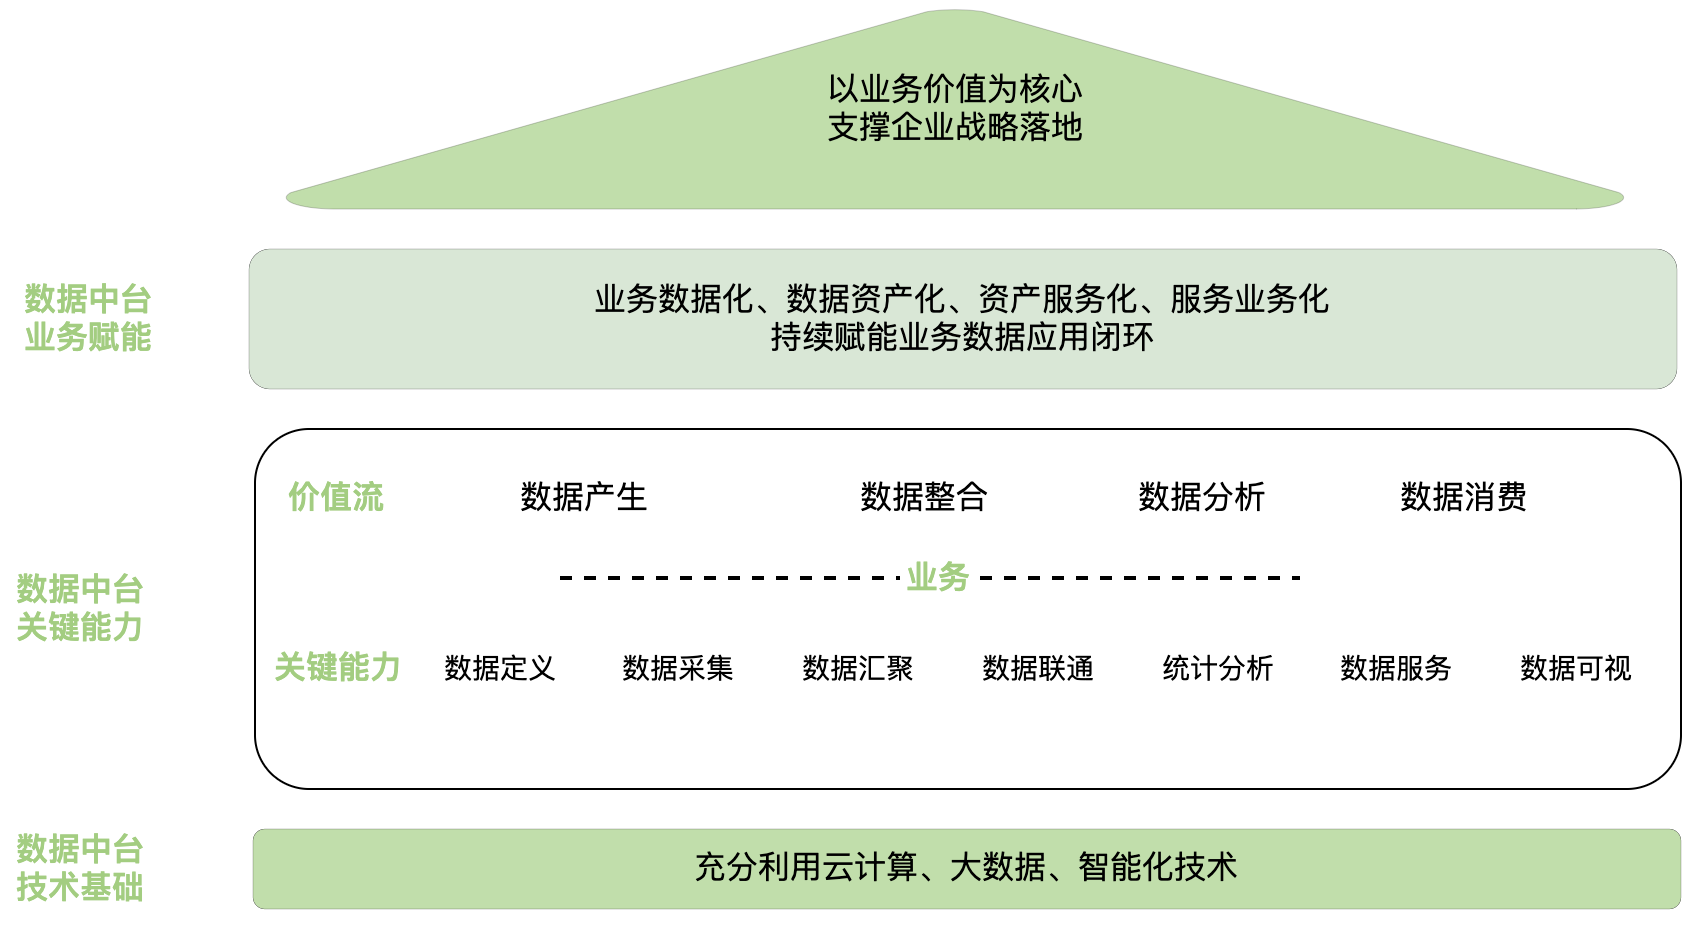 以业务价值为核心
支撑企业战略落地
数据中台
业务赋能
业务数据化、数据资产化、资产服务化、服务业务化
持续赋能业务数据应用闭环
数据中台
关键能力
价值流
数据产生
数据整合
数据分析
数据消费
业务
关键能力
数据定义
数据采集
数据汇聚
数据联通
统计分析
数据服务
数据可视
数据中台
技术基础
充分利用云计算、大数据、智能化技术